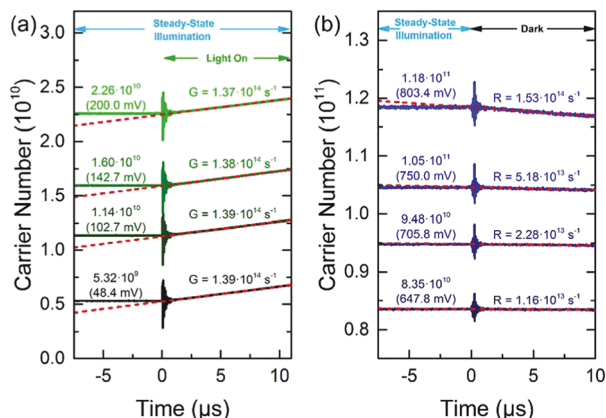 (a)
Steady-State Illumination
Light On
Carrier Number (10¹⁰)
3.0
2.5
2.0
1.5
1.0
0.5
0.0
2.26·10¹⁰
(200.0 mV)
G = 1.37·10¹⁴ s⁻¹
1.60·10¹⁰
(142.7 mV)
G = 1.38·10¹⁴ s⁻¹
1.14·10¹⁰
(102.7 mV)
G = 1.39·10¹⁴ s⁻¹
5.32·10⁹
(48.4 mV)
G = 1.39·10¹⁴ s⁻¹
-5 0 5 10
Time (µs)
(b)
Steady-State
Illumination
Dark
Carrier Number (10¹¹)
1.3
1.2
1.1
1.0
0.9
0.8
1.18·10¹¹
(803.4 mV)
R = 1.53·10¹⁴ s⁻¹
1.05·10¹¹
(750.0 mV)
R = 5.18·10¹³ s⁻¹
9.48·10¹⁰
(705.8 mV)
R = 2.28·10¹³ s⁻¹
8.35·10¹⁰
(647.8 mV)
R = 1.16·10¹³ s⁻¹
-5 0 5 10
Time (µs)